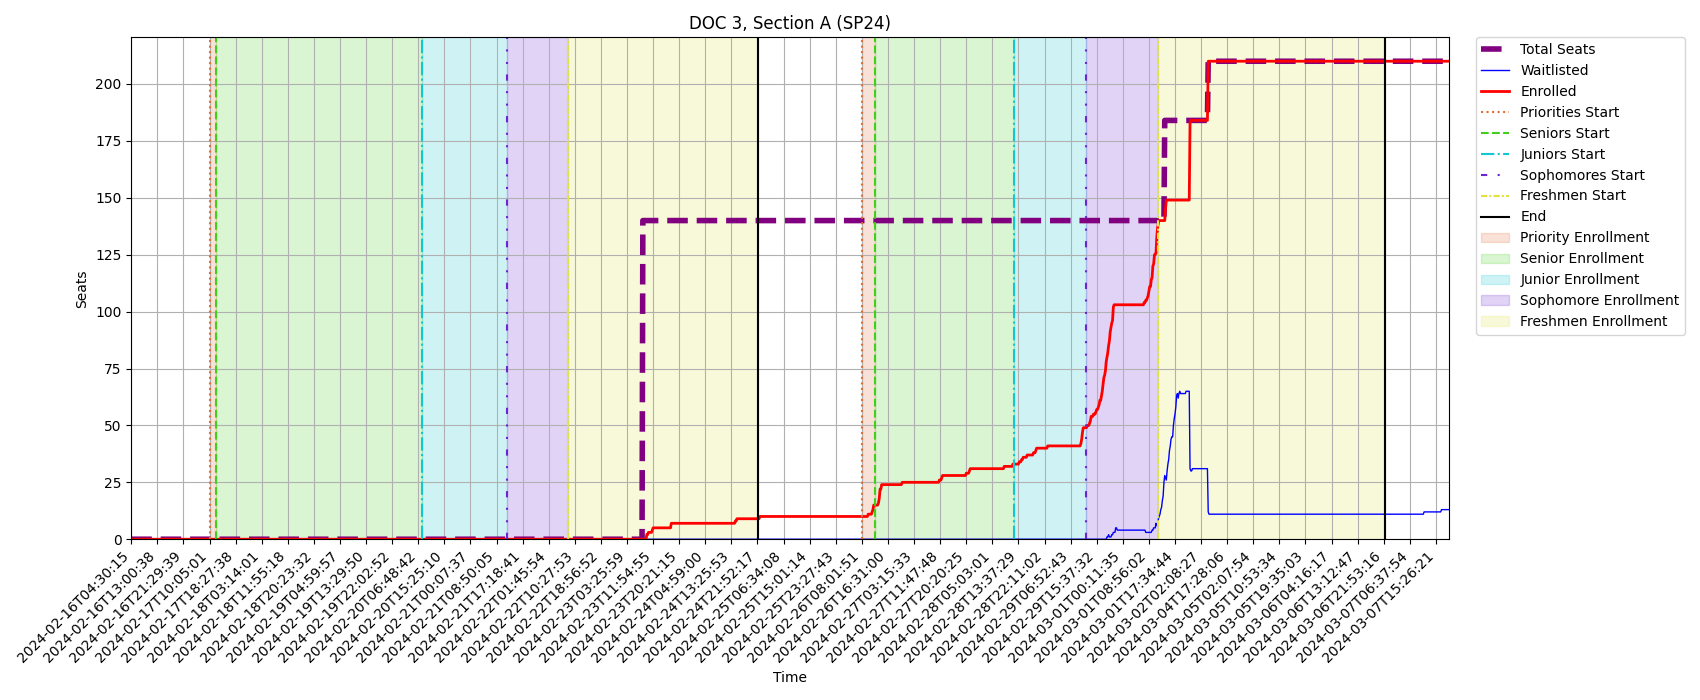 DOC 3, Section A (SP24)
Seats
200
175
150
125
100
75
50
25
0
2024-02-16T04:30:15
2024-02-16T13:00:38
2024-02-16T21:29:39
2024-02-17T10:05:01
2024-02-17T18:27:38
2024-02-18T03:14:01
2024-02-18T11:55:18
2024-02-18T20:23:32
2024-02-19T04:59:57
2024-02-19T13:29:50
2024-02-19T22:02:52
2024-02-20T06:48:42
2024-02-20T15:25:10
2024-02-21T00:07:37
2024-02-21T08:50:05
2024-02-21T17:18:41
2024-02-22T01:45:54
2024-02-22T10:27:53
2024-02-22T18:56:52
2024-02-23T03:25:59
2024-02-23T11:54:55
2024-02-23T20:21:15
2024-02-24T04:59:00
2024-02-24T13:25:53
2024-02-24T21:52:17
2024-02-25T06:34:08
2024-02-25T15:01:14
2024-02-25T23:27:43
2024-02-26T08:01:51
2024-02-26T16:31:00
2024-02-27T03:15:33
2024-02-27T11:47:48
2024-02-27T20:20:25
2024-02-28T05:03:01
2024-02-28T13:37:29
2024-02-28T22:11:02
2024-02-29T06:52:43
2024-02-29T15:37:32
2024-03-01T00:11:35
2024-03-01T08:56:02
2024-03-01T17:34:44
2024-03-02T02:08:27
2024-03-04T17:28:06
2024-03-05T02:07:54
2024-03-05T10:53:34
2024-03-05T19:35:03
2024-03-06T04:16:17
2024-03-06T13:12:47
2024-03-06T21:53:16
2024-03-07T06:37:54
2024-03-07T15:26:21
Time
Total Seats
Waitlisted
Enrolled
Priorities Start
Seniors Start
Juniors Start
Sophomores Start
Freshmen Start
End
Priority Enrollment
Senior Enrollment
Junior Enrollment
Sophomore Enrollment
Freshmen Enrollment